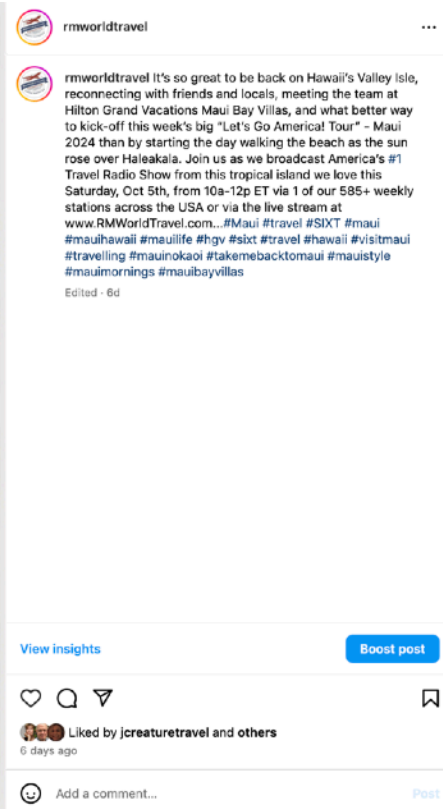 rmworldtravel
rmworldtravel It's so great to be back on Hawaii's Valley Isle,
reconnecting with friends and locals, meeting the team at
Hilton Grand Vacations Maui Bay Villas, and what better way
to kick-off this week's big "Let's Go America! Tour" - Maui
2024 than by starting the day walking the beach as the sun
rose over Haleakala. Join us as we broadcast America's #1
Travel Radio Show from this tropical island we love this
Saturday, Oct 5th, from 10a-12p ET via 1 of our 585+ weekly
stations across the USA or via the live stream at
www.RMWorldTravel.com...#Maui #travel #SIXT #maui
#mauihawaii #mauilife #hgv #sixt #travel #hawaii #visitmaui
#travelling #mauinokaoi #takemebacktomaui #mauistyle
#mauimornings #mauibayvillas
Edited · 6d
View insights
Boost post
Liked by jcreaturetravel and others
6 days ago
Add a comment...
Post